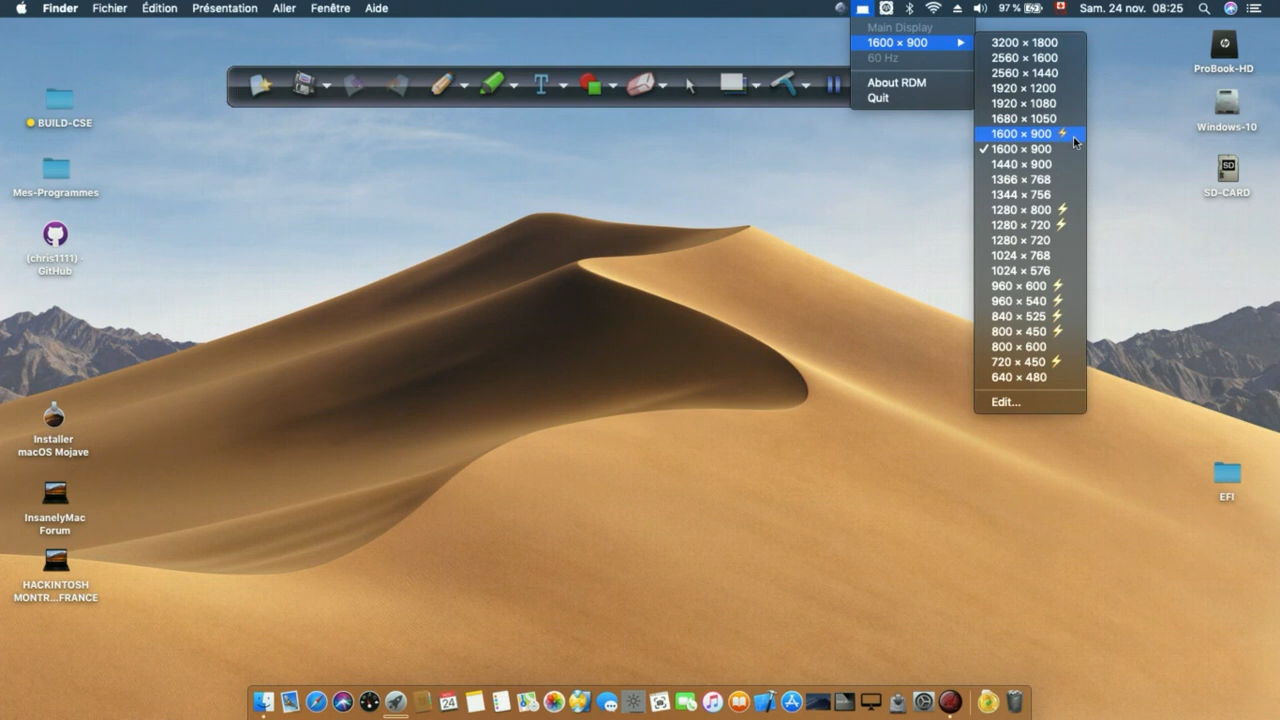 Finder Fichier Édition Présentation Aller Fenêtre Aide
97 % Sam. 24 nov. 08:25
Main Display
1600 × 900
60 Hz
About RDM
Quit
3200 × 1800
2560 × 1600
2560 × 1440
1920 × 1200
1920 × 1080
1680 × 1050
1600 × 900 ⚡
✓ 1600 × 900
1440 × 900
1366 × 768
1344 × 756
1280 × 800 ⚡
1280 × 720 ⚡
1280 × 720
1024 × 768
1024 × 576
960 × 600 ⚡
960 × 540 ⚡
840 × 525 ⚡
800 × 450 ⚡
800 × 600
720 × 450 ⚡
640 × 480
Edit...
T
BUILD-CSE
Mes-Programmes
(chris1111) -
GitHub
Installer
macOS Mojave
InsanelyMac
Forum
HACKINTOSH
MONTR...FRANCE
ProBook-HD
Windows-10
SD
SD-CARD
EFI
24